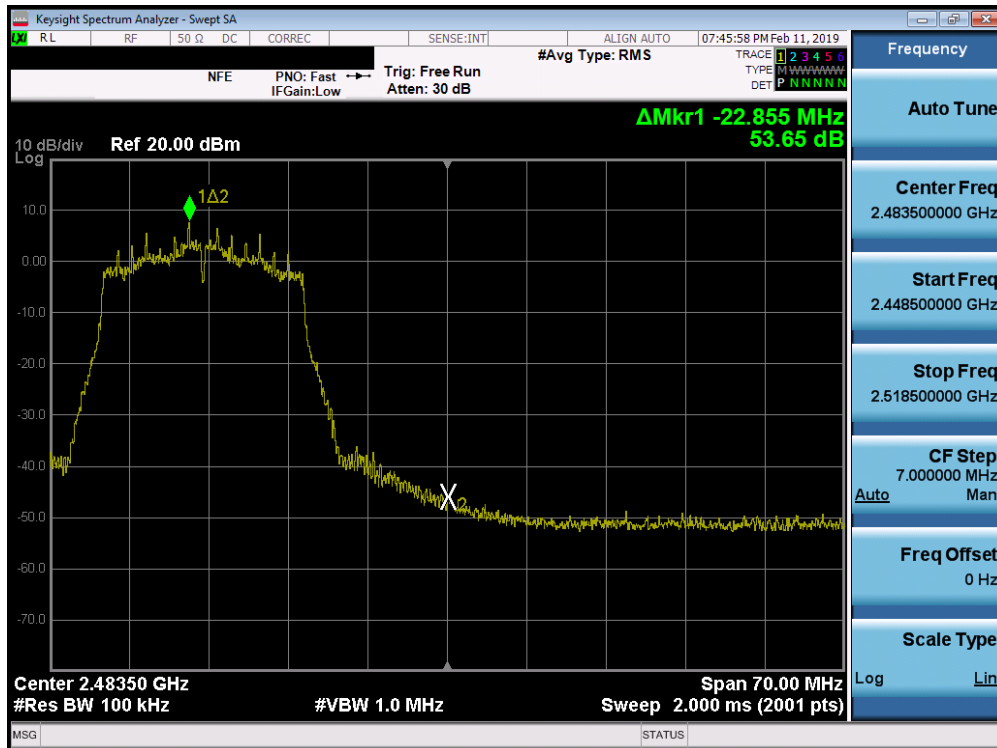 Keysight Spectrum Analyzer - Swept SA
LXI RL RF 50 Ω DC CORREC SENSE:INT ALIGN AUTO 07:45:58 PM Feb 11, 2019
NFE PNO: Fast Trig: Free Run #Avg Type: RMS TRACE 1 2 3 4 5 6
IFGain:Low Atten: 30 dB TYPE M WWWWW
DET P N N N N N
ΔMkr1 -22.855 MHz
53.65 dB
10 dB/div Ref 20.00 dBm
Log
1Δ2
10.0
0.00
-10.0
-20.0
-30.0
-40.0
X2
-50.0
-60.0
-70.0
Center 2.48350 GHz Span 70.00 MHz
#Res BW 100 kHz #VBW 1.0 MHz Sweep 2.000 ms (2001 pts)
MSG STATUS
Frequency
Auto Tune
Center Freq
2.483500000 GHz
Start Freq
2.448500000 GHz
Stop Freq
2.518500000 GHz
CF Step
7.000000 MHz
Auto Man
Freq Offset
0 Hz
Scale Type
Log Lin